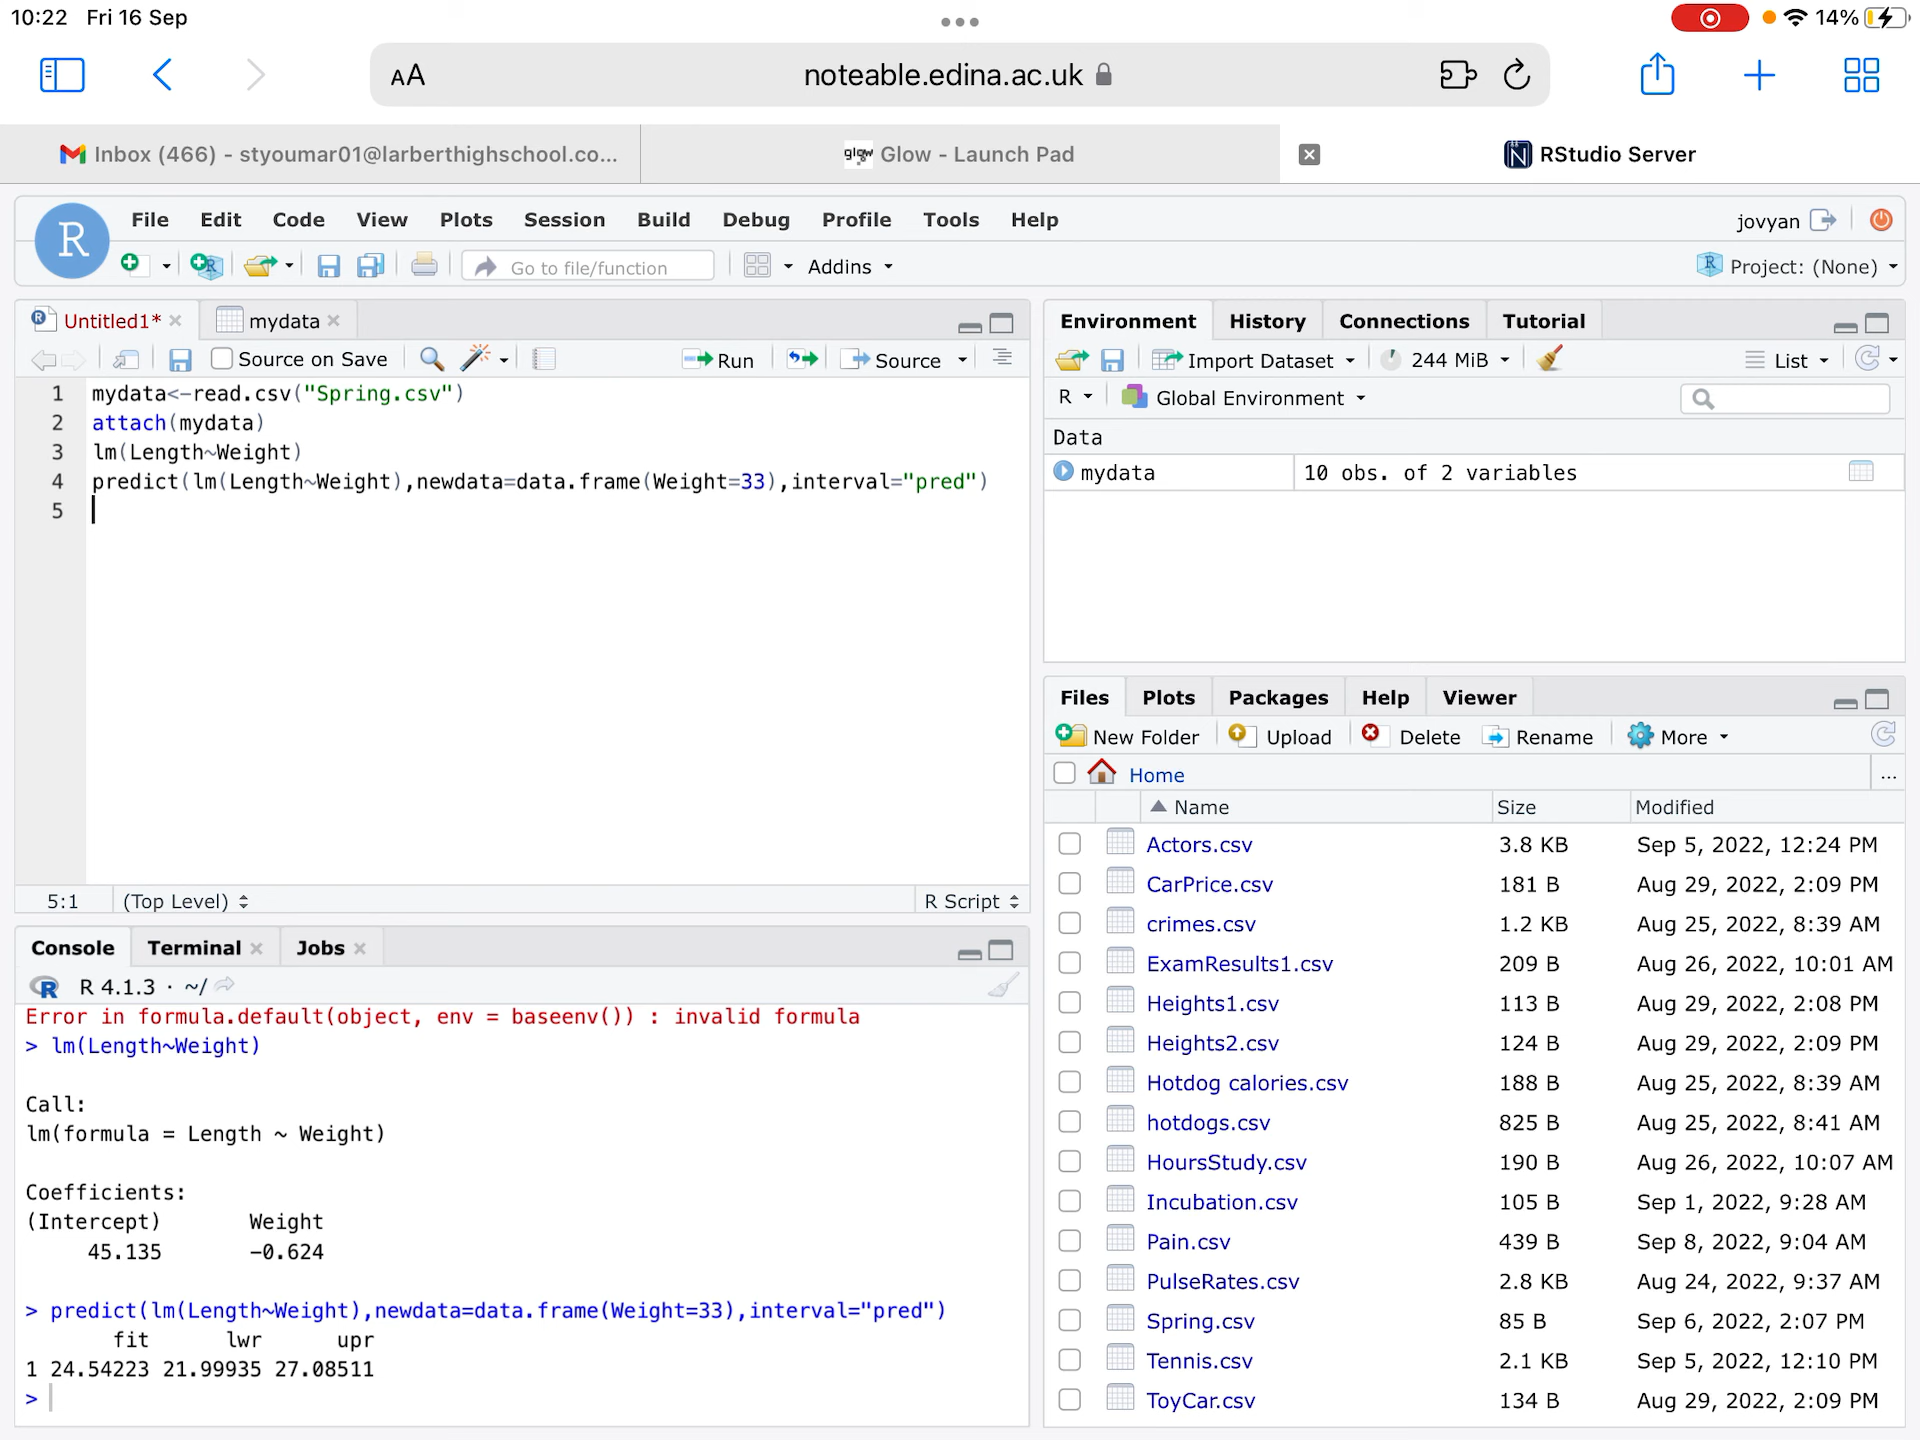 10:22 Fri 16 Sep
14%
AA
noteable.edina.ac.uk
Inbox (466) - styoumar01@larberthighschool.co...
glow Glow - Launch Pad
N RStudio Server
R File Edit Code View Plots Session Build Debug Profile Tools Help
jovyan
Go to file/function
Addins
Project: (None)
Untitled1*
mydata
Source on Save
Run
Source
1 mydata<-read.csv("Spring.csv")
2 attach(mydata)
3 lm(Length~Weight)
4 predict(lm(Length~Weight),newdata=data.frame(Weight=33),interval="pred")
5
5:1 (Top Level)
R Script
Console Terminal Jobs
R 4.1.3 · ~/
Error in formula.default(object, env = baseenv()) : invalid formula
> lm(Length~Weight)
Call:
lm(formula = Length ~ Weight)
Coefficients:
(Intercept) Weight
45.135 -0.624
> predict(lm(Length~Weight),newdata=data.frame(Weight=33),interval="pred")
fit lwr upr
1 24.54223 21.99935 27.08511
>
Environment History Connections Tutorial
Import Dataset 244 MiB List
R Global Environment
Data
mydata 10 obs. of 2 variables
Files Plots Packages Help Viewer
New Folder Upload Delete Rename More
Home ...
Name Size Modified
Actors.csv 3.8 KB Sep 5, 2022, 12:24 PM
CarPrice.csv 181 B Aug 29, 2022, 2:09 PM
crimes.csv 1.2 KB Aug 25, 2022, 8:39 AM
ExamResults1.csv 209 B Aug 26, 2022, 10:01 AM
Heights1.csv 113 B Aug 29, 2022, 2:08 PM
Heights2.csv 124 B Aug 29, 2022, 2:09 PM
Hotdog calories.csv 188 B Aug 25, 2022, 8:39 AM
hotdogs.csv 825 B Aug 25, 2022, 8:41 AM
HoursStudy.csv 190 B Aug 26, 2022, 10:07 AM
Incubation.csv 105 B Sep 1, 2022, 9:28 AM
Pain.csv 439 B Sep 8, 2022, 9:04 AM
PulseRates.csv 2.8 KB Aug 24, 2022, 9:37 AM
Spring.csv 85 B Sep 6, 2022, 2:07 PM
Tennis.csv 2.1 KB Sep 5, 2022, 12:10 PM
ToyCar.csv 134 B Aug 29, 2022, 2:09 PM